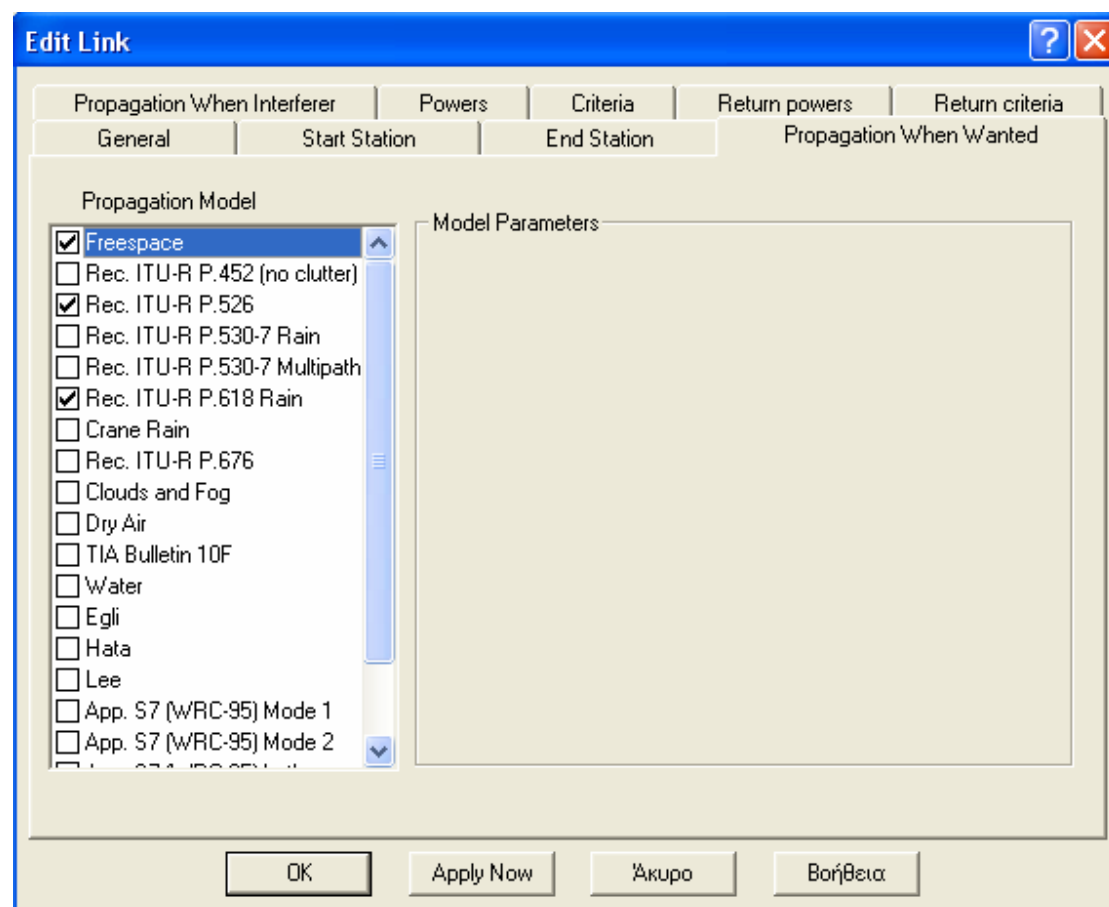 Edit Link
Propagation When Interferer Powers Criteria Return powers Return criteria
General Start Station End Station Propagation When Wanted
Propagation Model
Model Parameters
Freespace
Rec. ITU-R P.452 (no clutter)
Rec. ITU-R P.526
Rec. ITU-R P.530-7 Rain
Rec. ITU-R P.530-7 Multipath
Rec. ITU-R P.618 Rain
Crane Rain
Rec. ITU-R P.676
Clouds and Fog
Dry Air
TIA Bulletin 10F
Water
Egli
Hata
Lee
App. S7 (WRC-95) Mode 1
App. S7 (WRC-95) Mode 2
OK Apply Now Άκυρο Βοήθεια